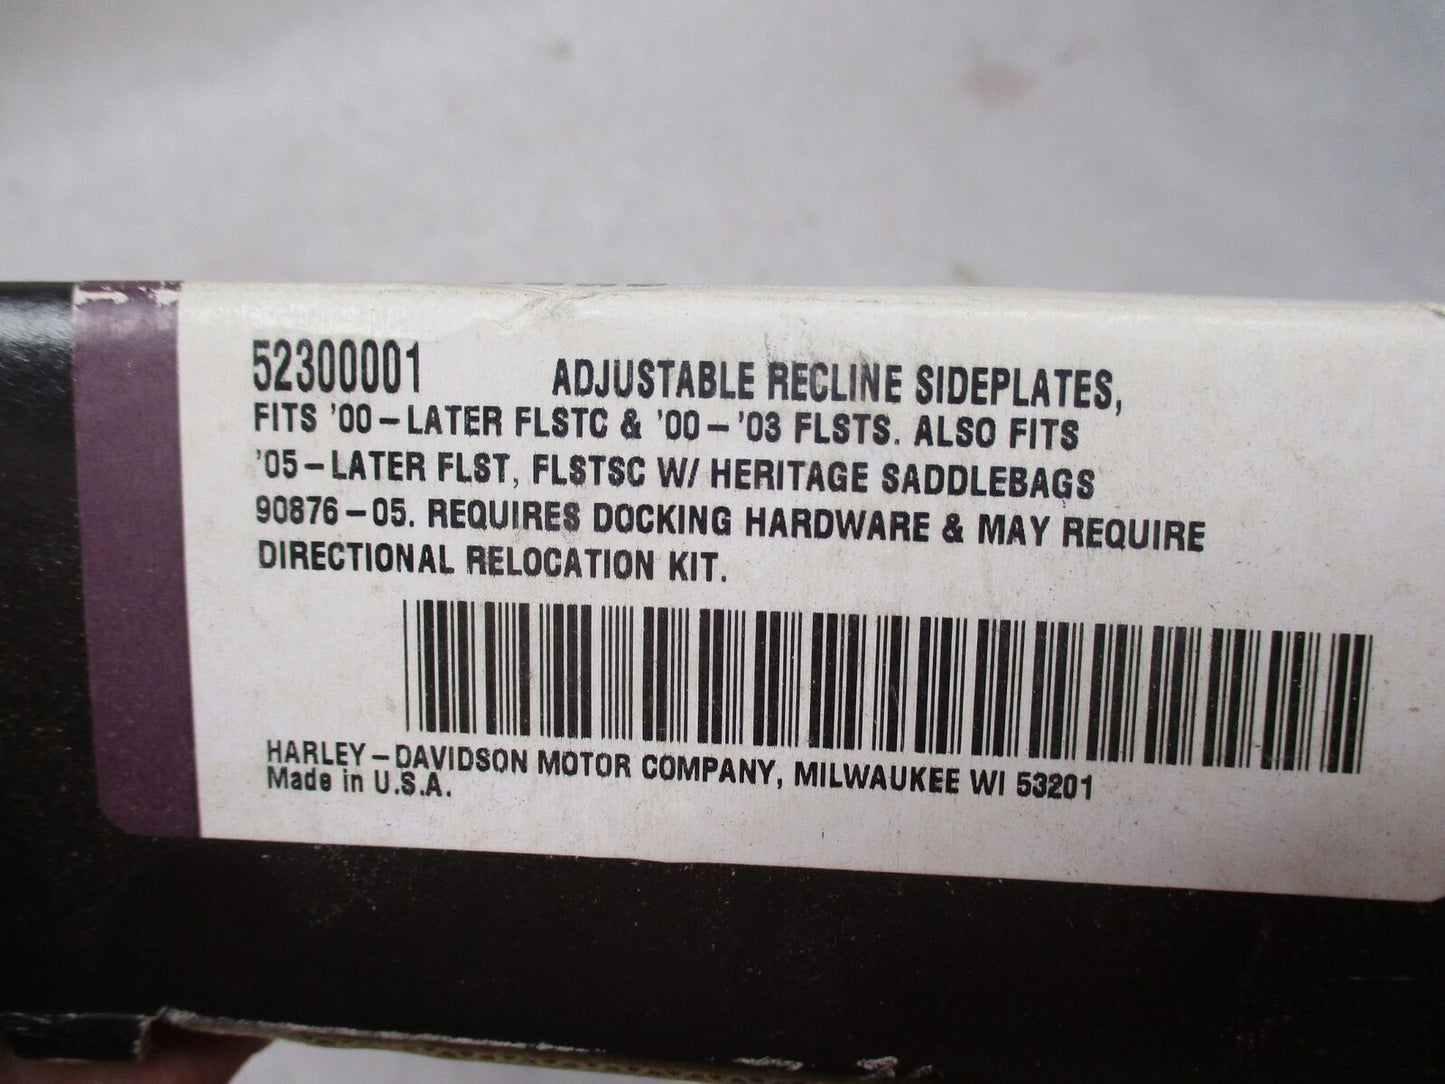 52300001 ADJUSTABLE RECLINE SIDEPLATES,
FITS '00-LATER FLSTC & '00-'03 FLSTS. ALSO FITS
'05-LATER FLST, FLSTSC W/ HERITAGE SADDLEBAGS
90876-05. REQUIRES DOCKING HARDWARE & MAY REQUIRE
DIRECTIONAL RELOCATION KIT.
HARLEY-DAVIDSON MOTOR COMPANY, MILWAUKEE WI 53201
Made in U.S.A.